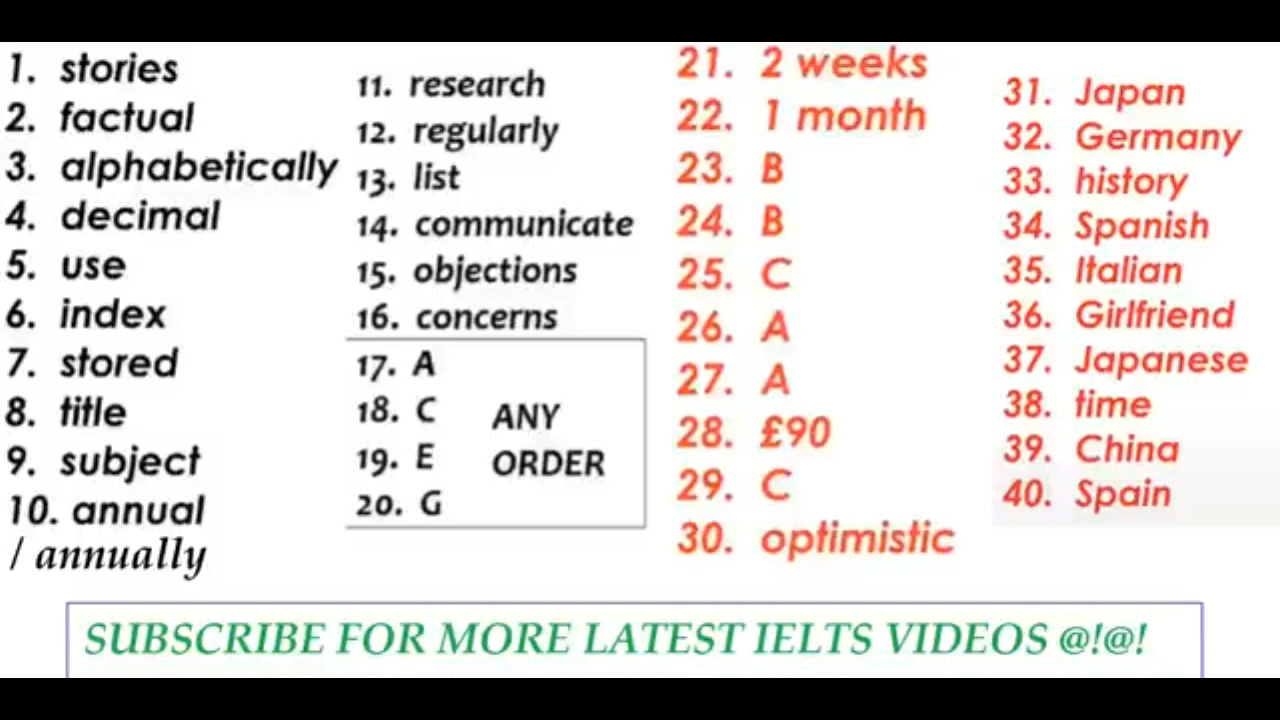 1. stories
2. factual
3. alphabetically
4. decimal
5. use
6. index
7. stored
8. title
9. subject
10. annual
/ annually
11. research
12. regularly
13. list
14. communicate
15. objections
16. concerns
17. A
18. C
19. E
20. G
ANY
ORDER
21. 2 weeks
22. 1 month
23. B
24. B
25. C
26. A
27. A
28. £90
29. C
30. optimistic
31. Japan
32. Germany
33. history
34. Spanish
35. Italian
36. Girlfriend
37. Japanese
38. time
39. China
40. Spain
SUBSCRIBE FOR MORE LATEST IELTS VIDEOS @!@!